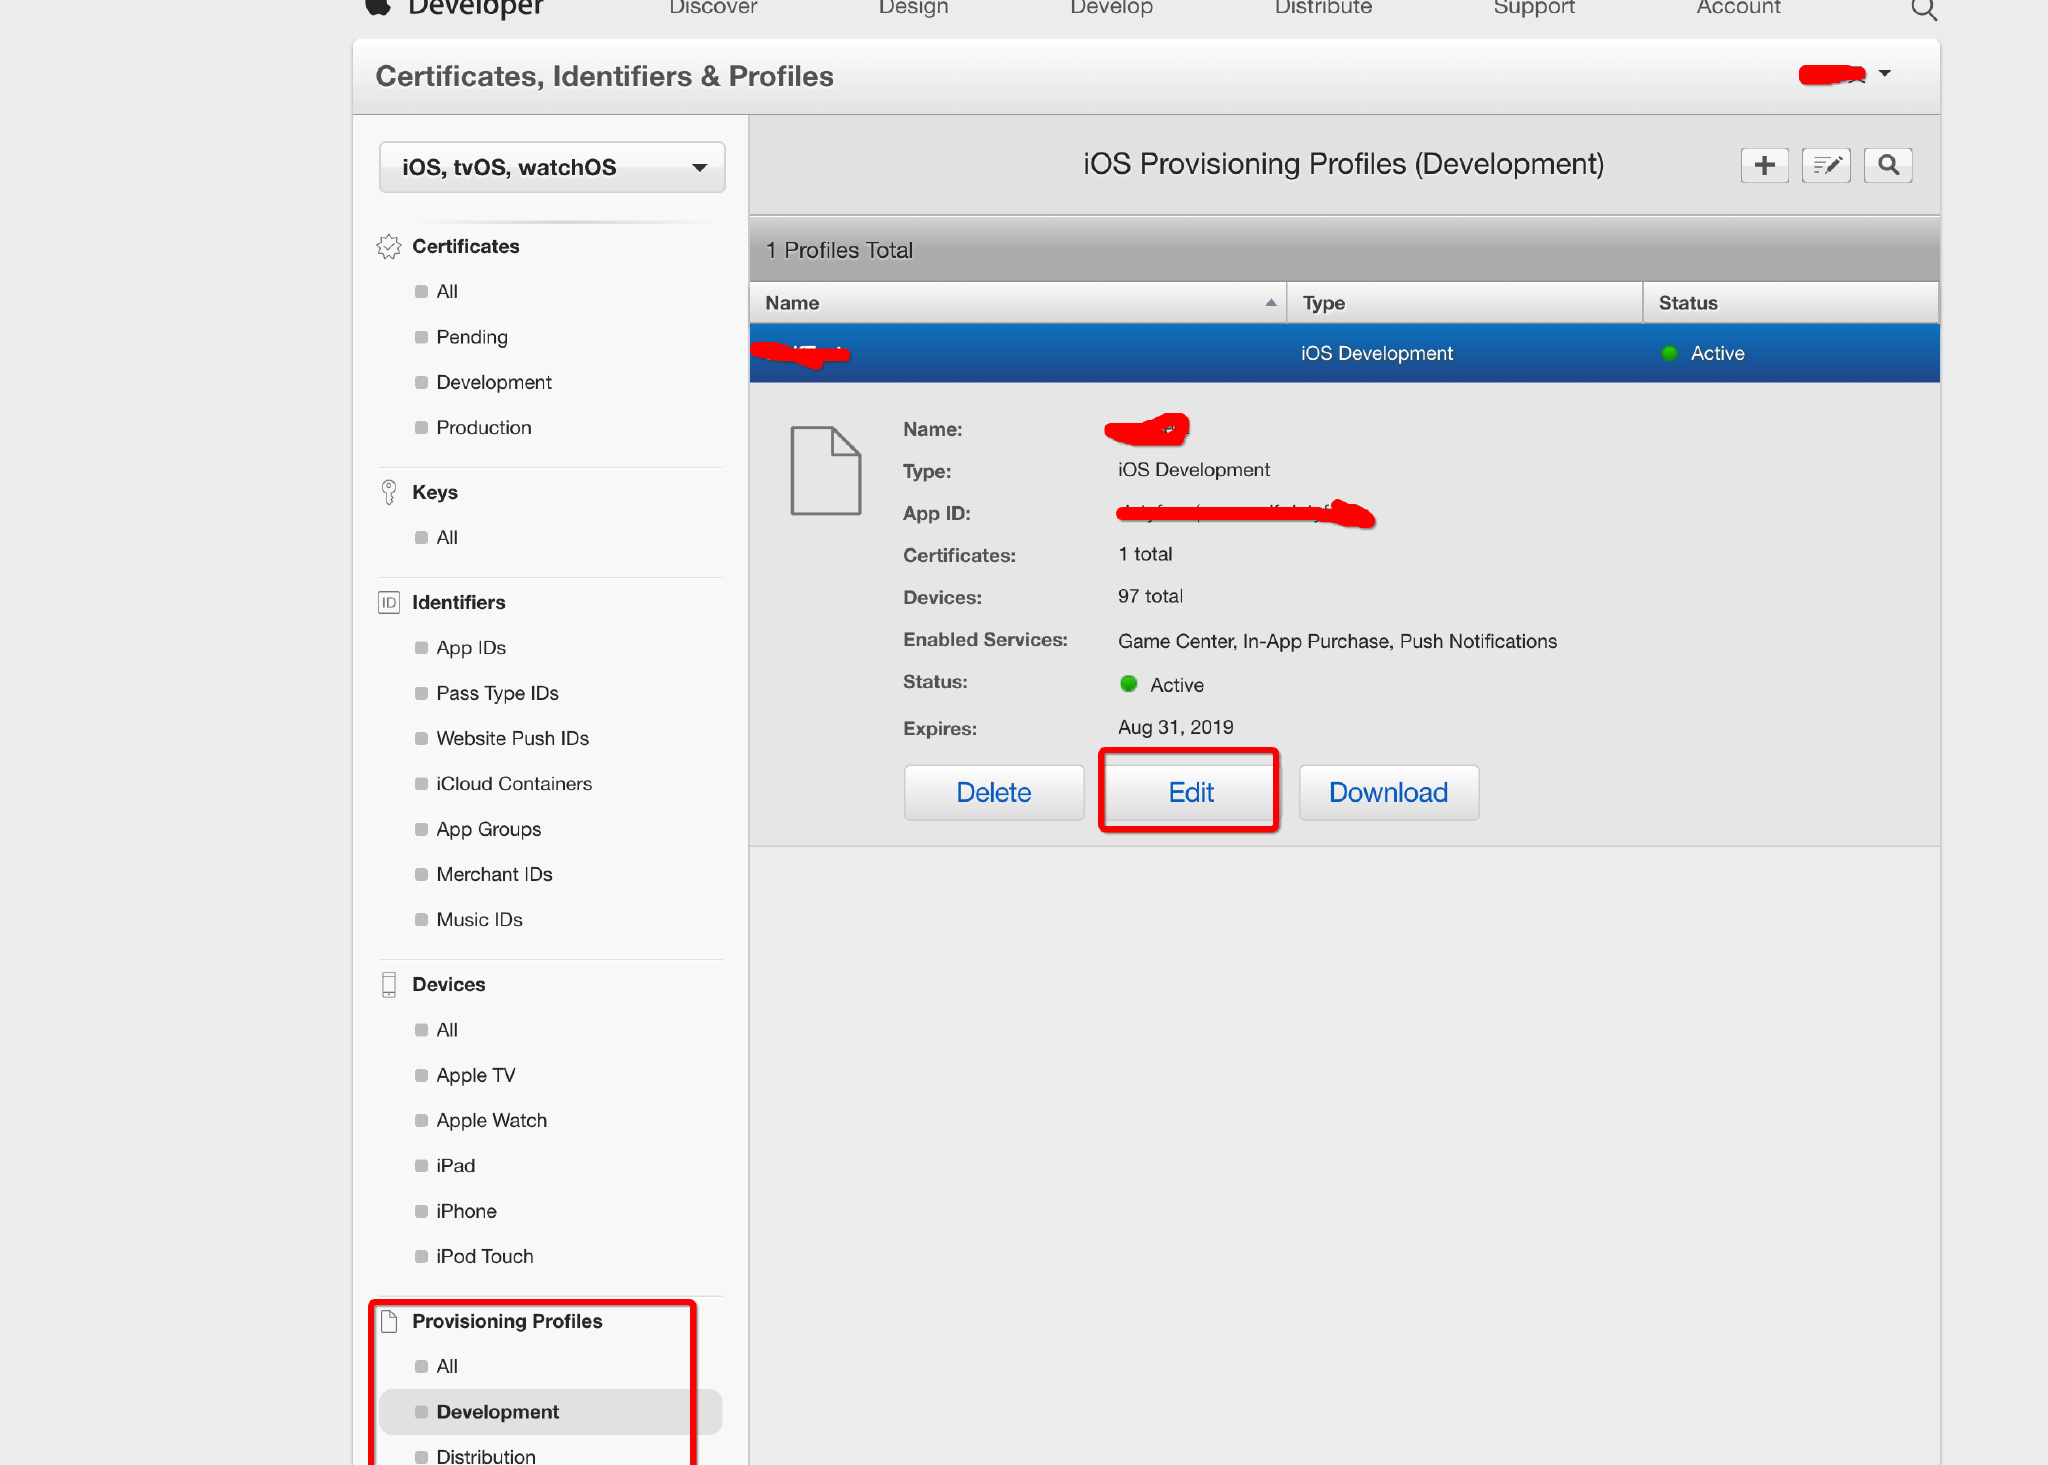 Developer
Discover
Design
Develop
Distribute
Support
Account
Certificates, Identifiers & Profiles
iOS, tvOS, watchOS
Certificates
All
Pending
Development
Production
Keys
All
Identifiers
App IDs
Pass Type IDs
Website Push IDs
iCloud Containers
App Groups
Merchant IDs
Music IDs
Devices
All
Apple TV
Apple Watch
iPad
iPhone
iPod Touch
Provisioning Profiles
All
Development
Distribution
iOS Provisioning Profiles (Development)
1 Profiles Total
Name Type Status
iOS Development Active
Name:
Type: iOS Development
App ID:
Certificates: 1 total
Devices: 97 total
Enabled Services: Game Center, In-App Purchase, Push Notifications
Status: Active
Expires: Aug 31, 2019
Delete Edit Download